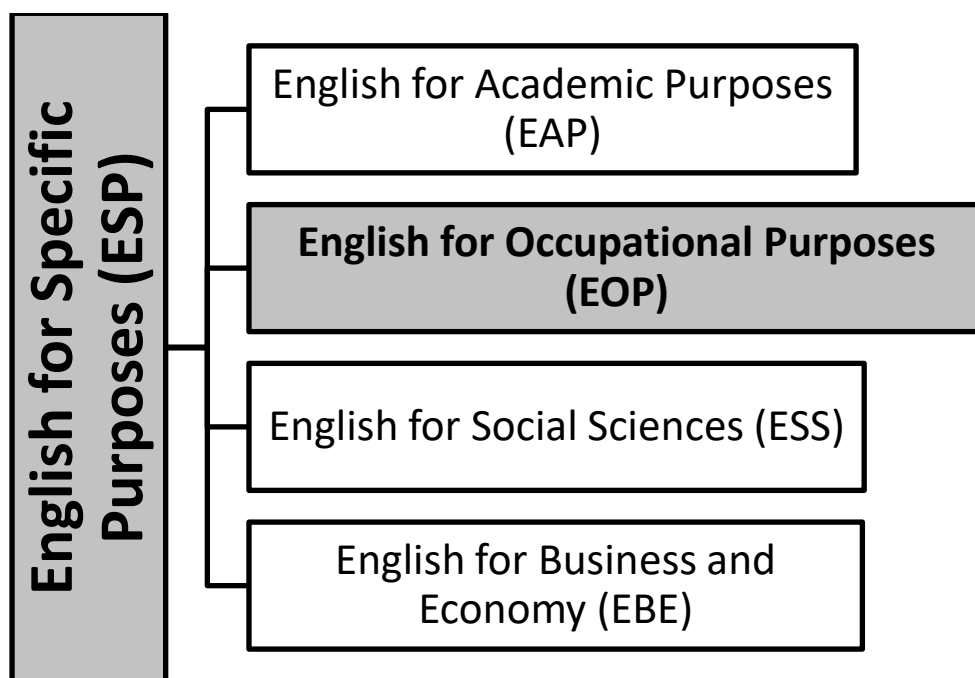 English for Specific
Purposes (ESP)
English for Academic Purposes
(EAP)
English for Occupational Purposes
(EOP)
English for Social Sciences (ESS)
English for Business and
Economy (EBE)